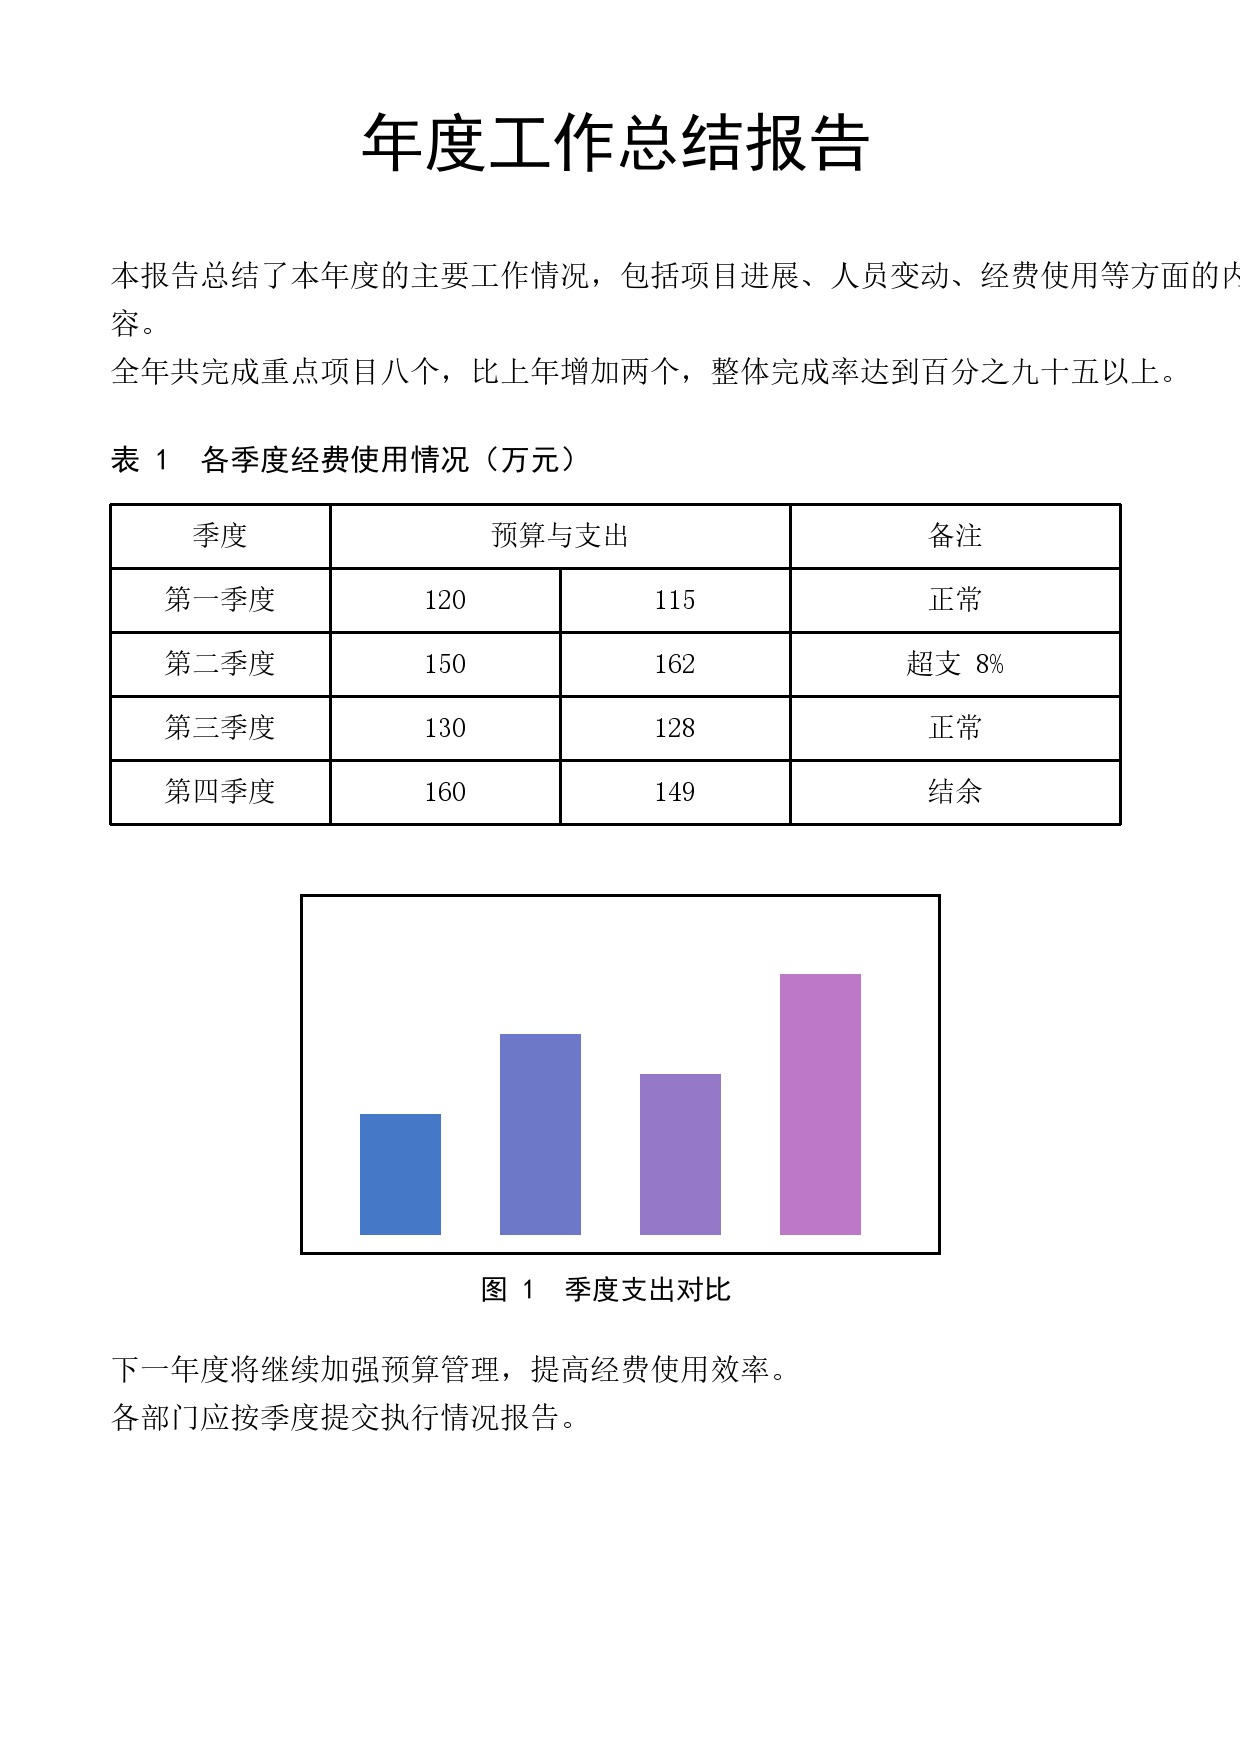 年度工作总结报告
本报告总结了本年度的主要工作情况，包括项目进展、人员变动、经费使用等方面的内
容。
全年共完成重点项目八个，比上年增加两个，整体完成率达到百分之九十五以上。
表 1　各季度经费使用情况（万元）
季度 预算与支出 备注
第一季度 120 115 正常
第二季度 150 162 超支 8%
第三季度 130 128 正常
第四季度 160 149 结余
图 1　季度支出对比
下一年度将继续加强预算管理，提高经费使用效率。
各部门应按季度提交执行情况报告。